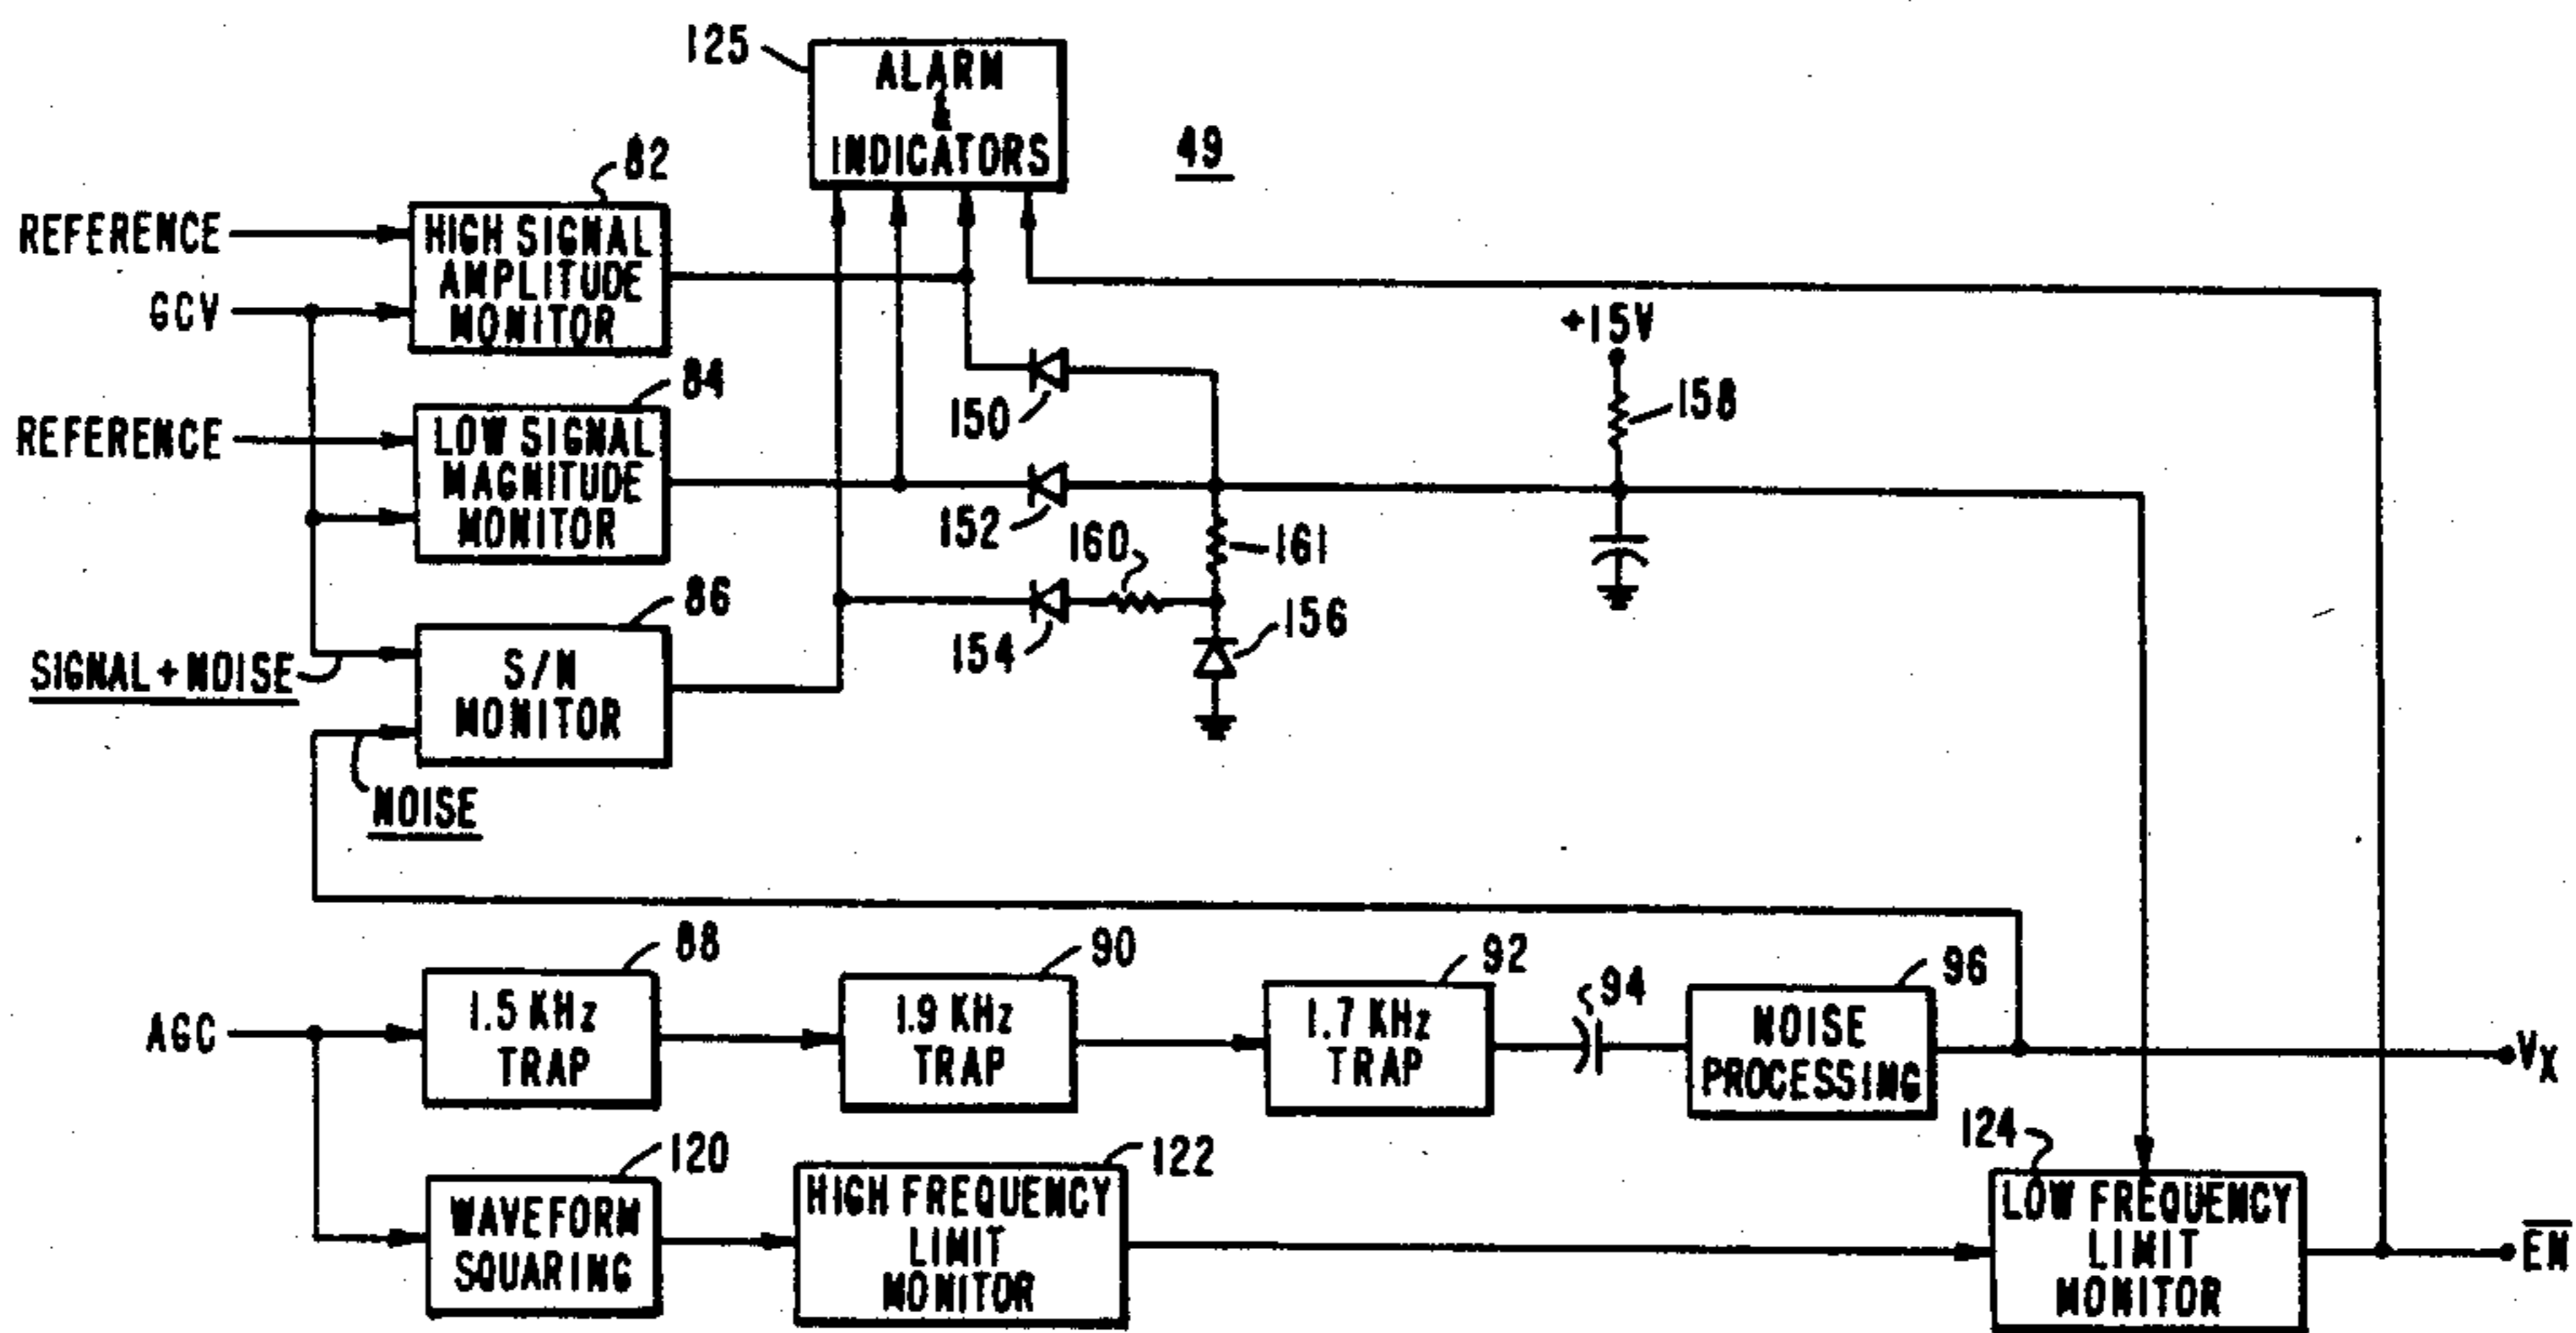 125
ALARM
&
INDICATORS
49
82
REFERENCE
HIGH SIGNAL
AMPLITUDE
MONITOR
GCV
+15V
150
158
84
REFERENCE
LOW SIGNAL
MAGNITUDE
MONITOR
152
160
161
86
S/N
MONITOR
154
156
SIGNAL + NOISE
NOISE
88
90
92
94
96
AGC
1.5 KHz
TRAP
1.9 KHz
TRAP
1.7 KHz
TRAP
NOISE
PROCESSING
VX
120
122
124
WAVEFORM
SQUARING
HIGH FREQUENCY
LIMIT
MONITOR
LOW FREQUENCY
LIMIT
MONITOR
E̅N̅